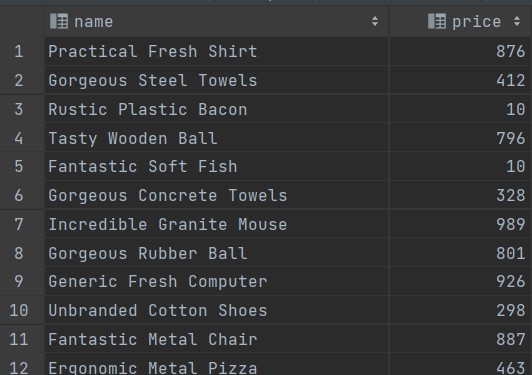 name price
1 Practical Fresh Shirt 876
2 Gorgeous Steel Towels 412
3 Rustic Plastic Bacon 10
4 Tasty Wooden Ball 796
5 Fantastic Soft Fish 10
6 Gorgeous Concrete Towels 328
7 Incredible Granite Mouse 989
8 Gorgeous Rubber Ball 801
9 Generic Fresh Computer 926
10 Unbranded Cotton Shoes 298
11 Fantastic Metal Chair 887
12 Ergonomic Metal Pizza 463